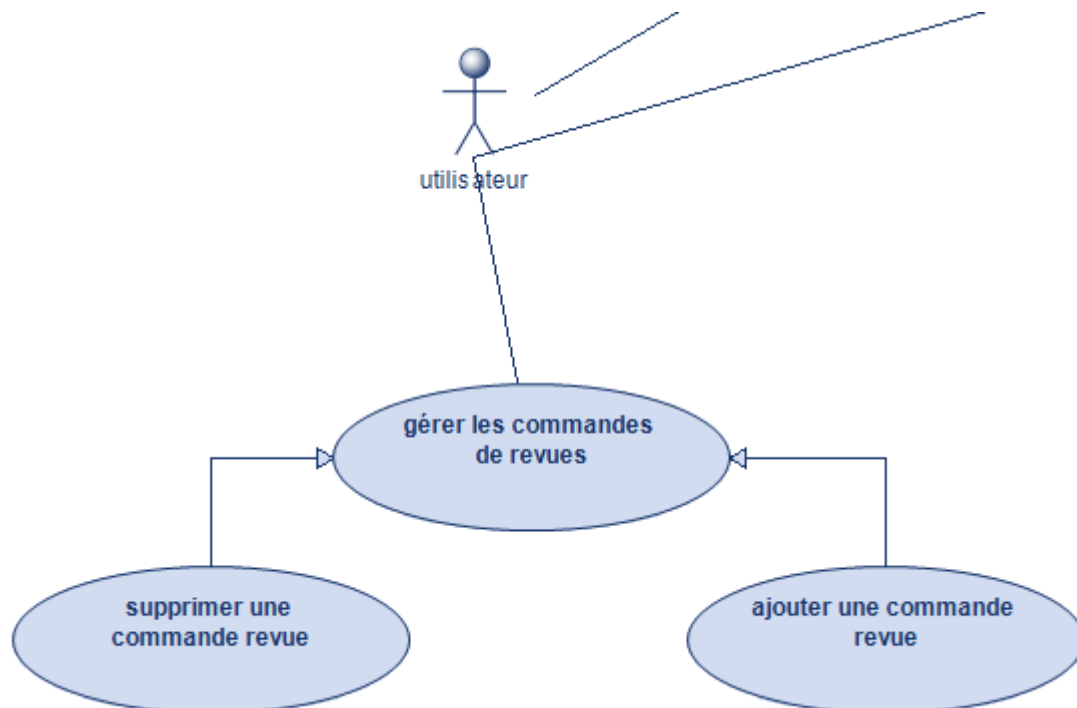 utilisateur
gérer les commandes
de revues
supprimer une
commande revue
ajouter une commande
revue